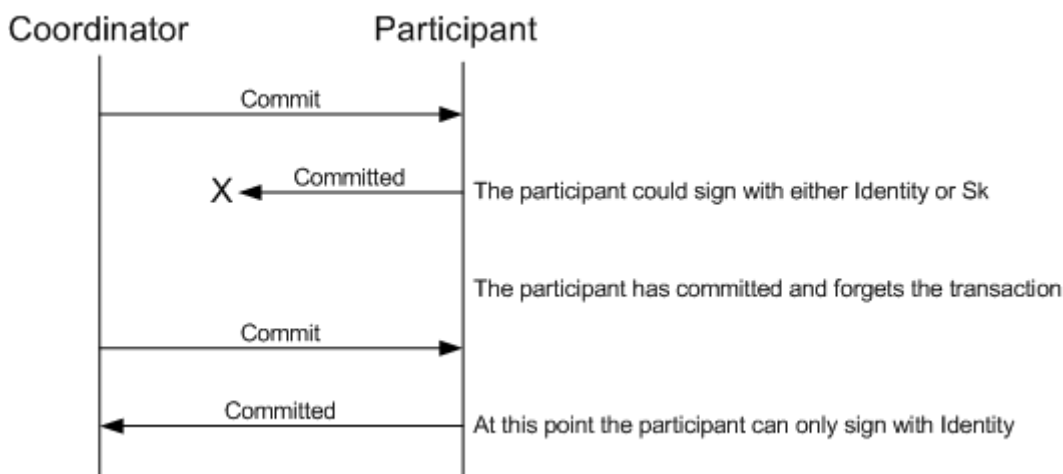 Coordinator Participant
Commit
X Committed The participant could sign with either Identity or Sk
The participant has committed and forgets the transaction
Commit
Committed At this point the participant can only sign with Identity